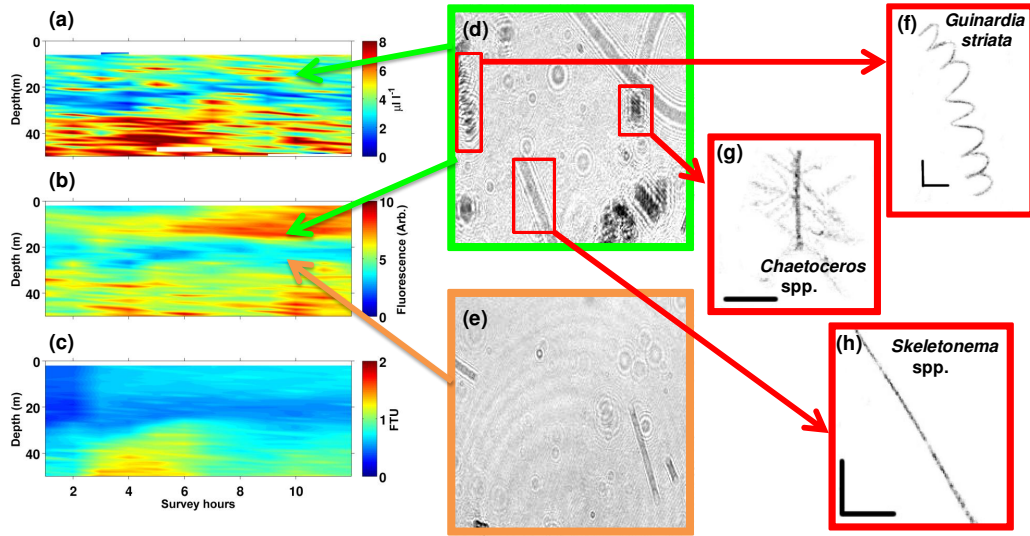 (a)
Depth(m)
0
20
40
8
6
4
2
0
µl l⁻¹
(b)
Depth (m)
0
20
40
10
5
0
Fluorescence (Arb.)
(c)
Depth (m)
0
20
40
2
1
0
FTU
2 4 6 8 10
Survey hours
(d)
(e)
(f)
Guinardia
striata
(g)
Chaetoceros
spp.
(h)
Skeletonema
spp.